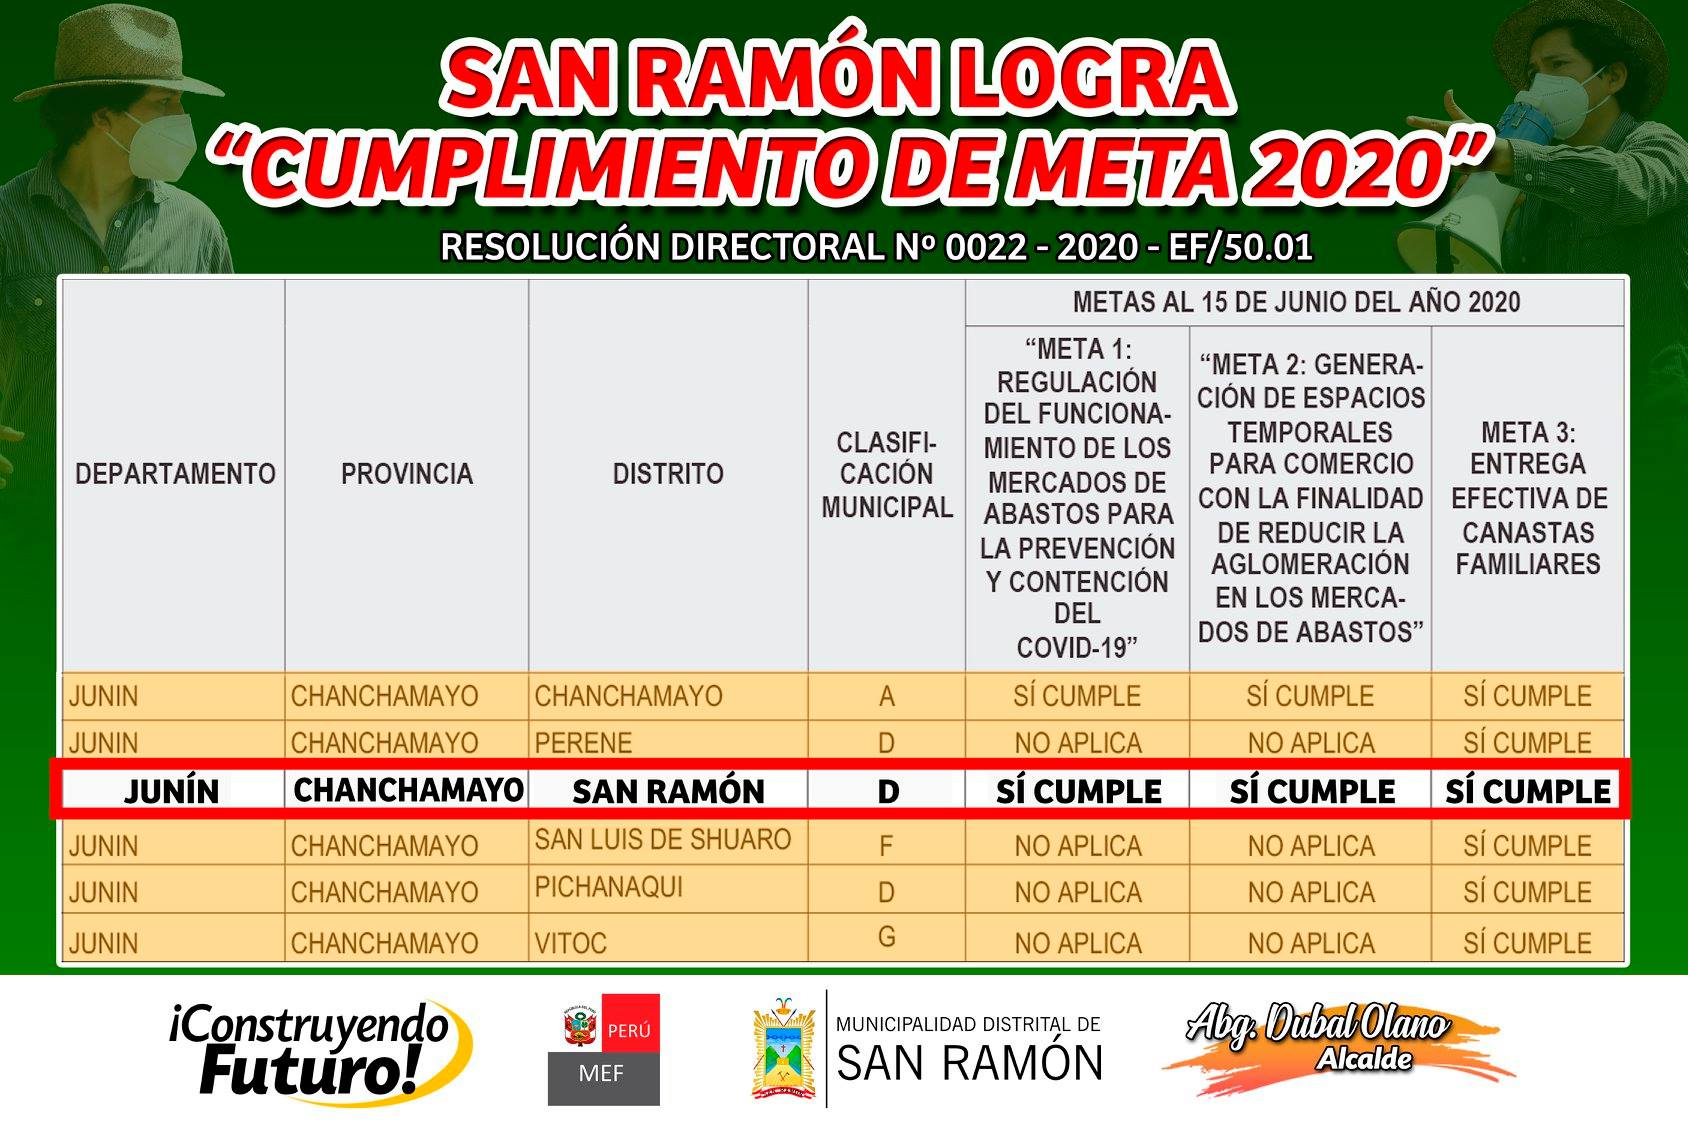 SAN RAMÓN LOGRA
“CUMPLIMIENTO DE META 2020”
RESOLUCIÓN DIRECTORAL Nº 0022 - 2020 - EF/50.01
DEPARTAMENTO
PROVINCIA
DISTRITO
CLASIFI-
CACIÓN
MUNICIPAL
METAS AL 15 DE JUNIO DEL AÑO 2020
“META 1:
REGULACIÓN
DEL FUNCIONA-
MIENTO DE LOS
MERCADOS DE
ABASTOS PARA
LA PREVENCIÓN
Y CONTENCIÓN
DEL
COVID-19”
“META 2: GENERA-
CIÓN DE ESPACIOS
TEMPORALES
PARA COMERCIO
CON LA FINALIDAD
DE REDUCIR LA
AGLOMERACIÓN
EN LOS MERCA-
DOS DE ABASTOS”
META 3:
ENTREGA
EFECTIVA DE
CANASTAS
FAMILIARES
JUNIN CHANCHAMAYO CHANCHAMAYO A SÍ CUMPLE SÍ CUMPLE SÍ CUMPLE
JUNIN CHANCHAMAYO PERENE D NO APLICA NO APLICA SÍ CUMPLE
JUNÍN CHANCHAMAYO SAN RAMÓN D SÍ CUMPLE SÍ CUMPLE SÍ CUMPLE
JUNIN CHANCHAMAYO SAN LUIS DE SHUARO F NO APLICA NO APLICA SÍ CUMPLE
JUNIN CHANCHAMAYO PICHANAQUI D NO APLICA NO APLICA SÍ CUMPLE
JUNIN CHANCHAMAYO VITOC G NO APLICA NO APLICA SÍ CUMPLE
¡Construyendo
Futuro!
PERÚ
MEF
SAN RAMON
MUNICIPALIDAD DISTRITAL DE
SAN RAMÓN
Abg. Dubal Olano
Alcalde